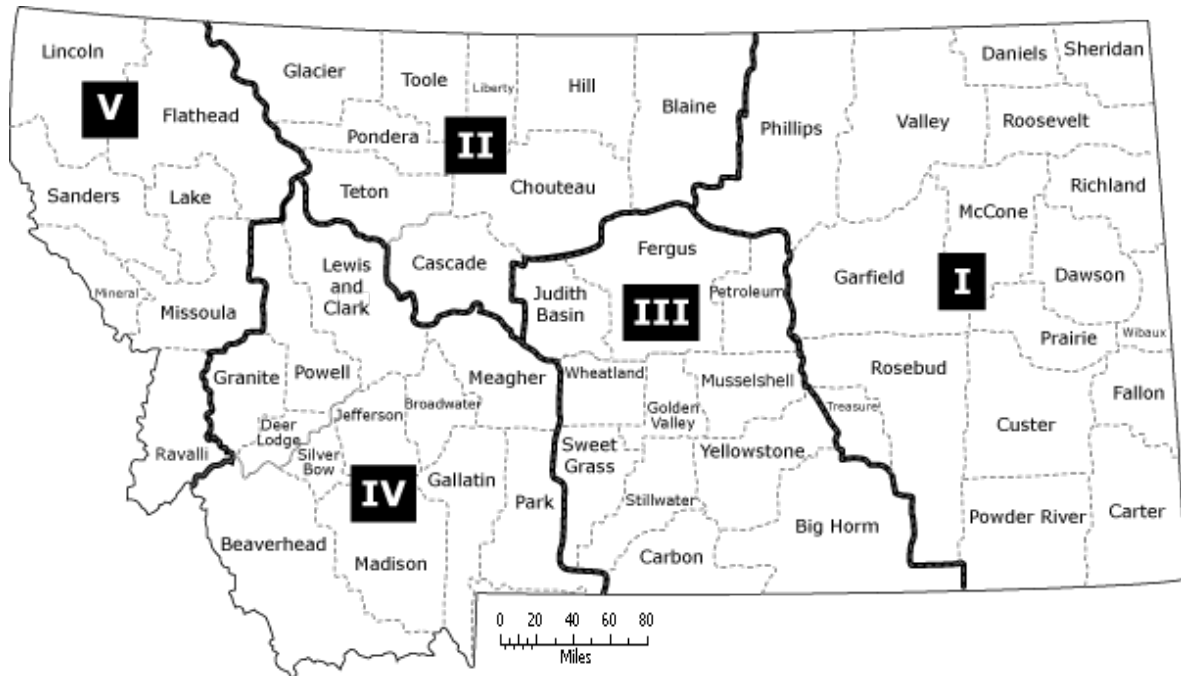 Lincoln
Glacier
Toole
Liberty
Hill
Blaine
Daniels
Sheridan
V
Flathead
Pondera
II
Phillips
Valley
Roosevelt
Sanders
Lake
Teton
Chouteau
Richland
McCone
Mineral
Missoula
Lewis
and
Clark
Cascade
Fergus
Judith
Basin
III
Petroleum
Garfield
I
Dawson
Prairie
Wibaux
Granite
Powell
Meagher
Wheatland
Musselshell
Rosebud
Treasure
Fallon
Jefferson
Broadwater
Golden
Valley
Custer
Deer
Lodge
Silver
Bow
Ravalli
IV
Gallatin
Park
Sweet
Grass
Yellowstone
Stillwater
Big Horm
Powder River
Carter
Beaverhead
Madison
Carbon
0 20 40 60 80
Miles